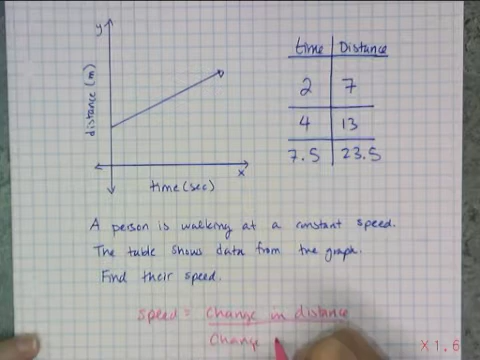 y
distance (m)
x
time (sec)
time Distance
2 7
4 13
7.5 23.5
A person is walking at a constant speed.
The table shows data from the graph.
Find their speed.
speed = Change in distance
Change
X1.6